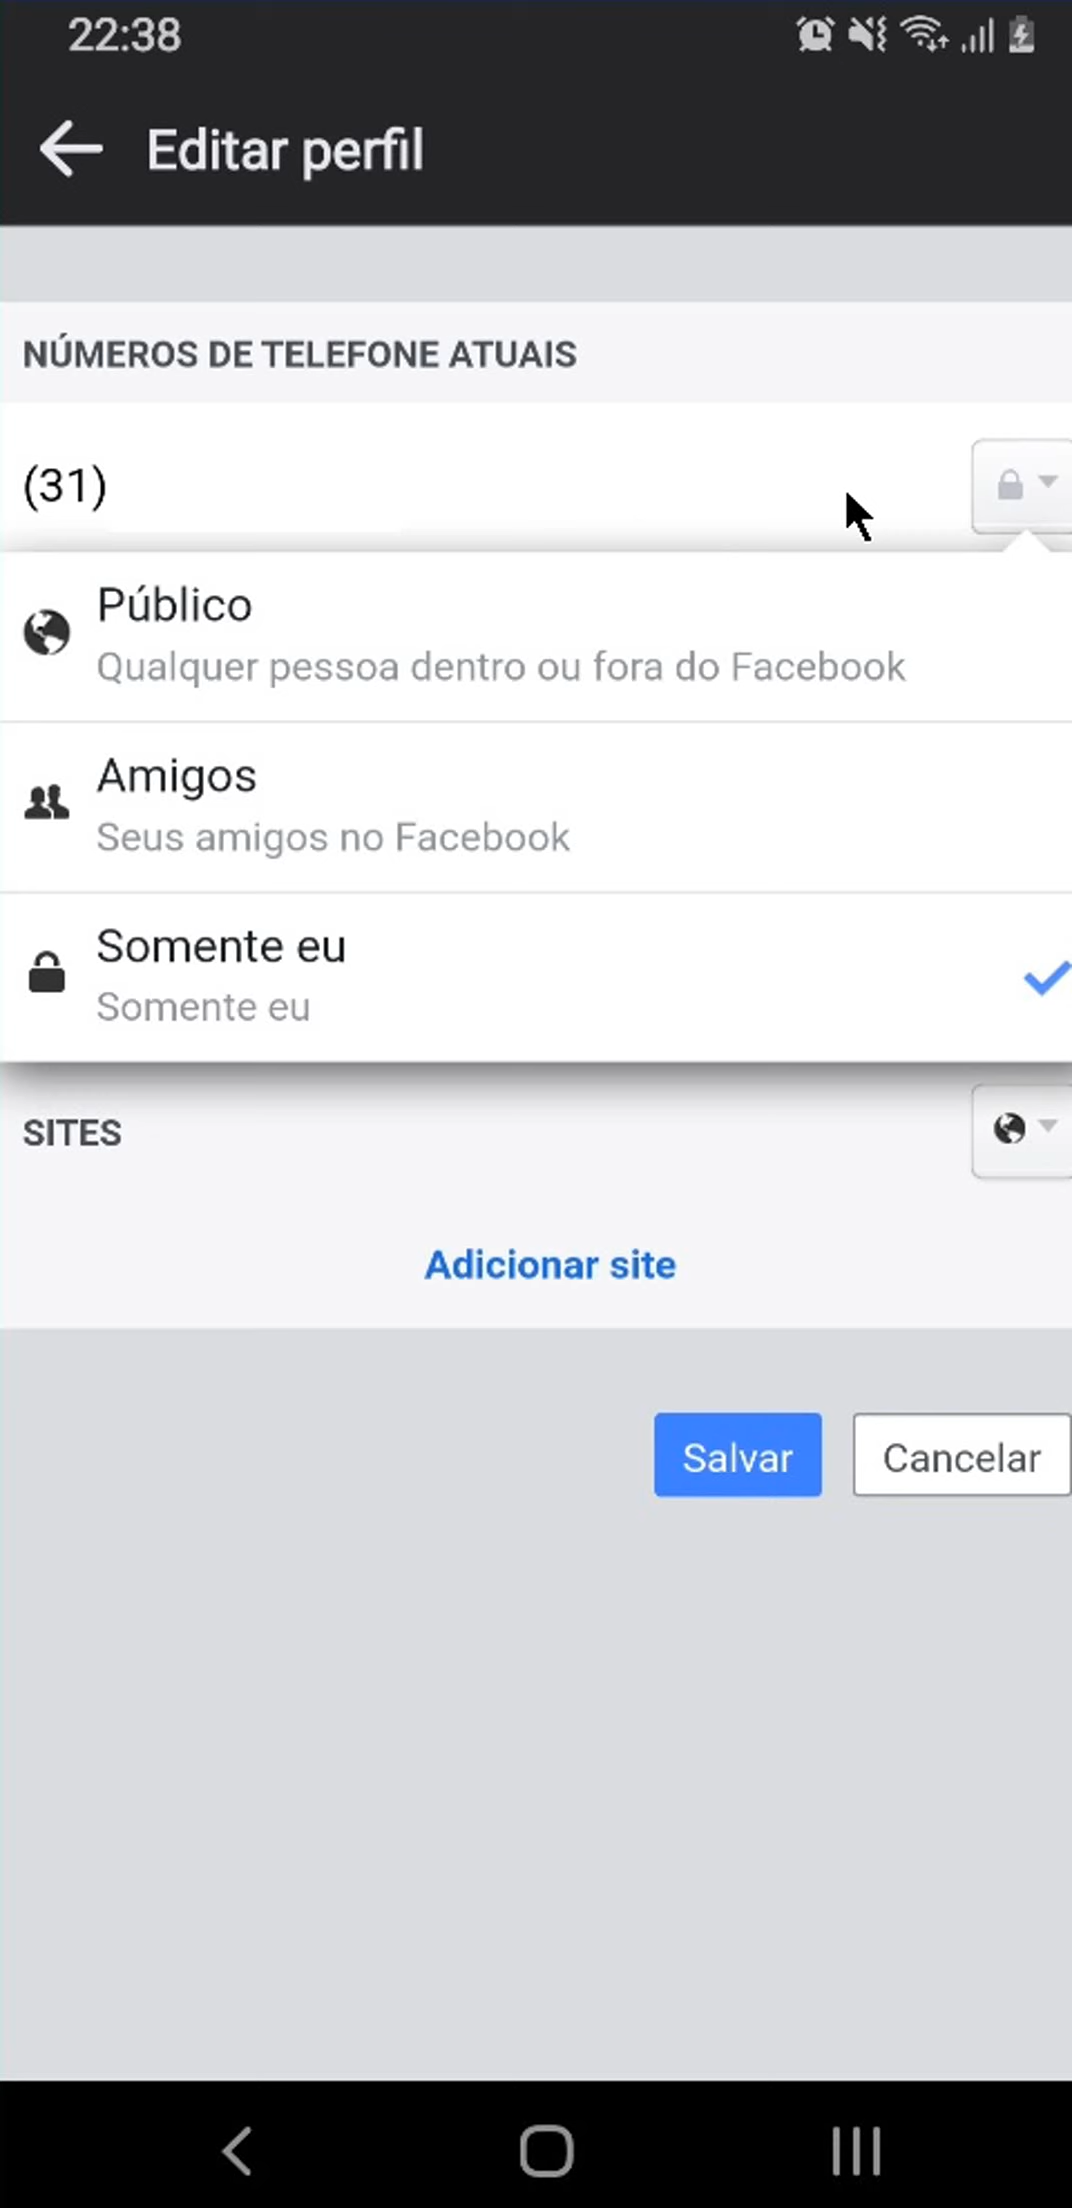 22:38
Editar perfil
NÚMEROS DE TELEFONE ATUAIS
(31)
Público
Qualquer pessoa dentro ou fora do Facebook
Amigos
Seus amigos no Facebook
Somente eu
Somente eu
SITES
Adicionar site
Salvar
Cancelar